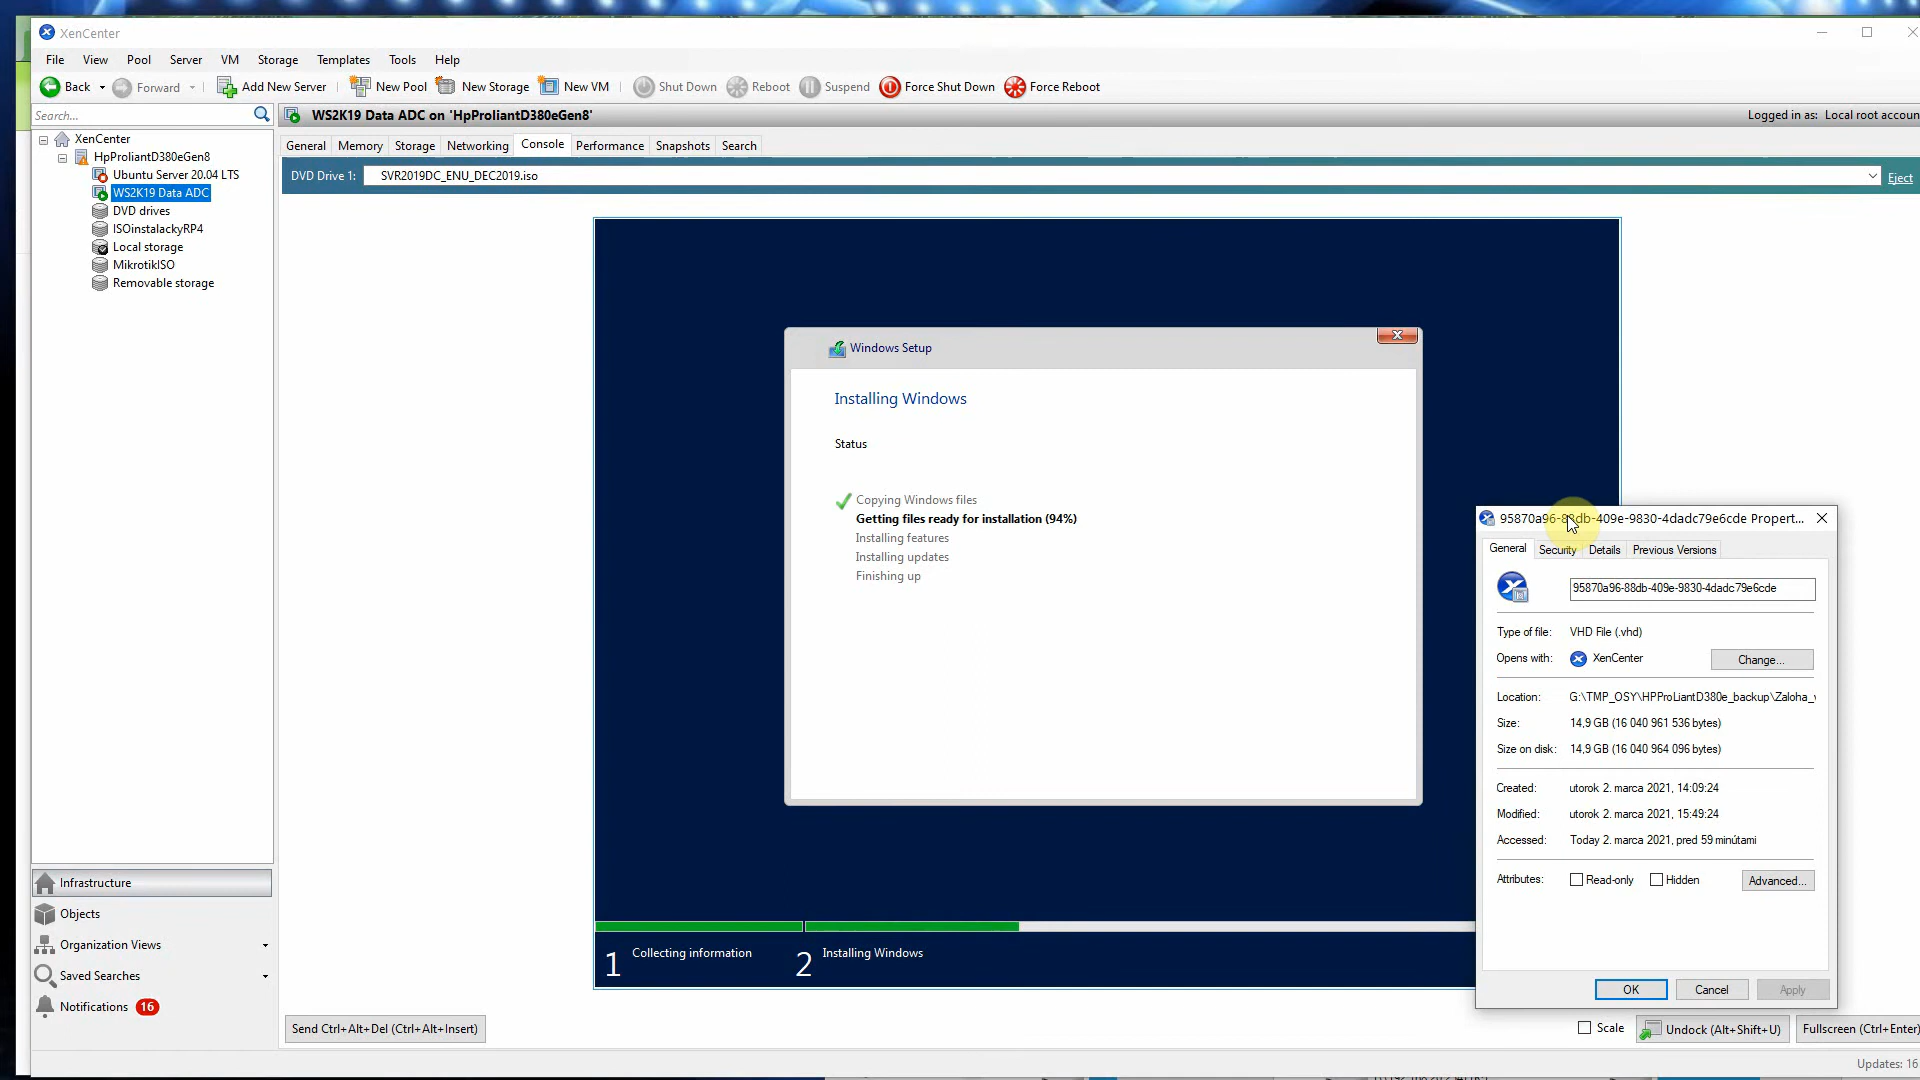 XenCenter
File View Pool Server VM Storage Templates Tools Help
Back Forward Add New Server New Pool New Storage New VM Shut Down Reboot Suspend Force Shut Down Force Reboot
Search...
WS2K19 Data ADC on 'HpProliantD380eGen8'
Logged in as: Local root accoun
XenCenter
HpProliantD380eGen8
Ubuntu Server 20.04 LTS
WS2K19 Data ADC
DVD drives
ISOinstalackyRP4
Local storage
MikrotikISO
Removable storage
General Memory Storage Networking Console Performance Snapshots Search
DVD Drive 1: SVR2019DC_ENU_DEC2019.iso Eject
Windows Setup
Installing Windows
Status
Copying Windows files
Getting files ready for installation (94%)
Installing features
Installing updates
Finishing up
1 Collecting information 2 Installing Windows
95870a96-88db-409e-9830-4dadc79e6cde Propert...
General Security Details Previous Versions
95870a96-88db-409e-9830-4dadc79e6cde
Type of file: VHD File (.vhd)
Opens with: XenCenter Change...
Location: G:\TMP_OSY\HPProLiantD380e_backup\Zaloha_
Size: 14,9 GB (16 040 961 536 bytes)
Size on disk: 14,9 GB (16 040 964 096 bytes)
Created: utorok 2. marca 2021, 14:09:24
Modified: utorok 2. marca 2021, 15:49:24
Accessed: Today 2. marca 2021, pred 59 minútami
Attributes: Read-only Hidden Advanced...
OK Cancel Apply
Infrastructure
Objects
Organization Views
Saved Searches
Notifications 16
Send Ctrl+Alt+Del (Ctrl+Alt+Insert)
Scale Undock (Alt+Shift+U) Fullscreen (Ctrl+Enter)
Updates: 16